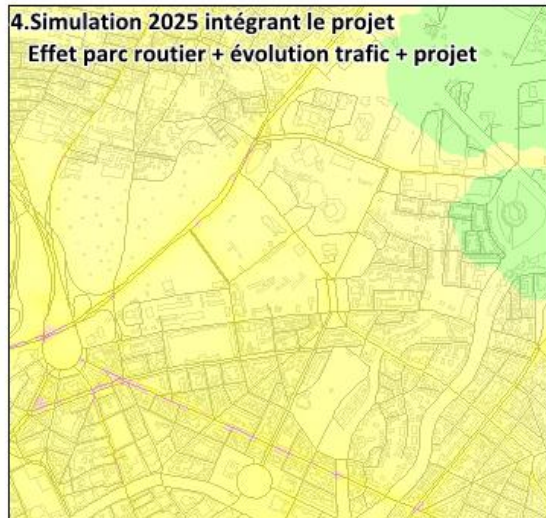 4.Simulation 2025 intégrant le projet
Effet parc routier + évolution trafic + projet